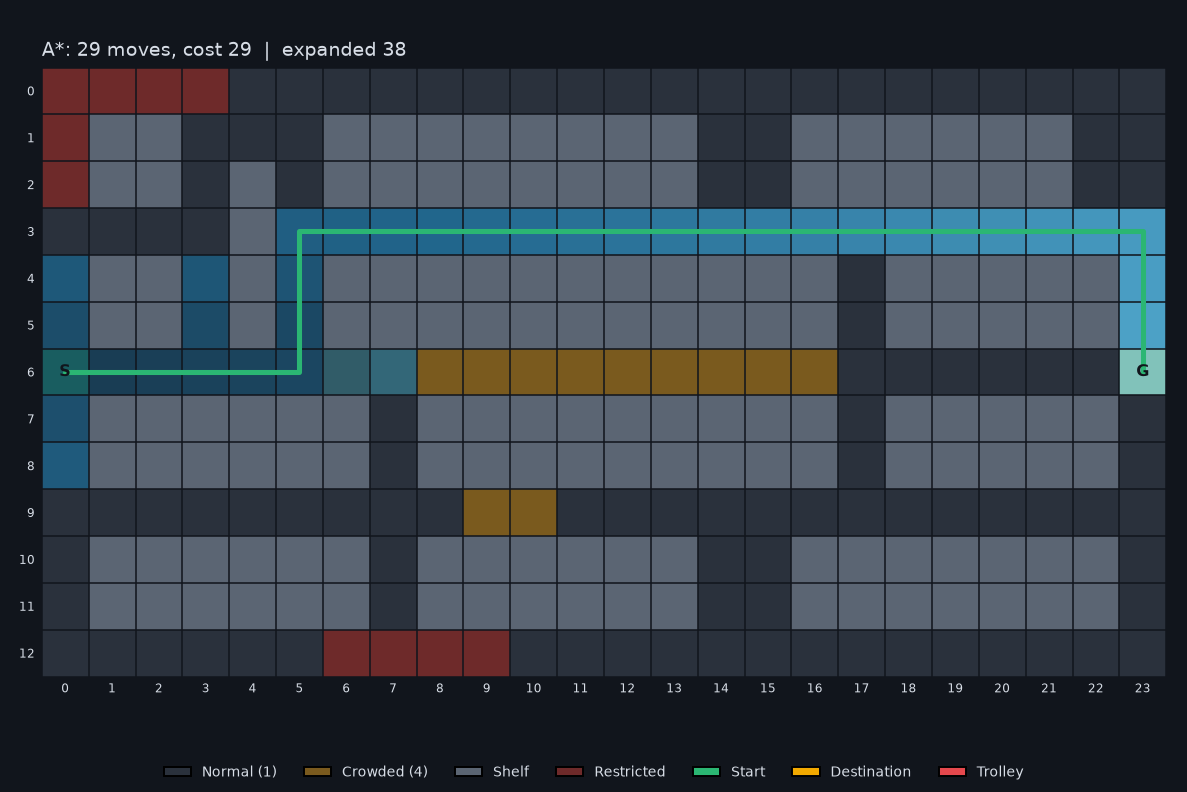 A*: 29 moves, cost 29 | expanded 38
0
1
2
3
4
5
S
6
G
7
8
9
10
11
12
0 1 2 3 4 5 6 7 8 9 10 11 12 13 14 15 16 17 18 19 20 21 22 23
Normal (1) Crowded (4) Shelf Restricted Start Destination Trolley